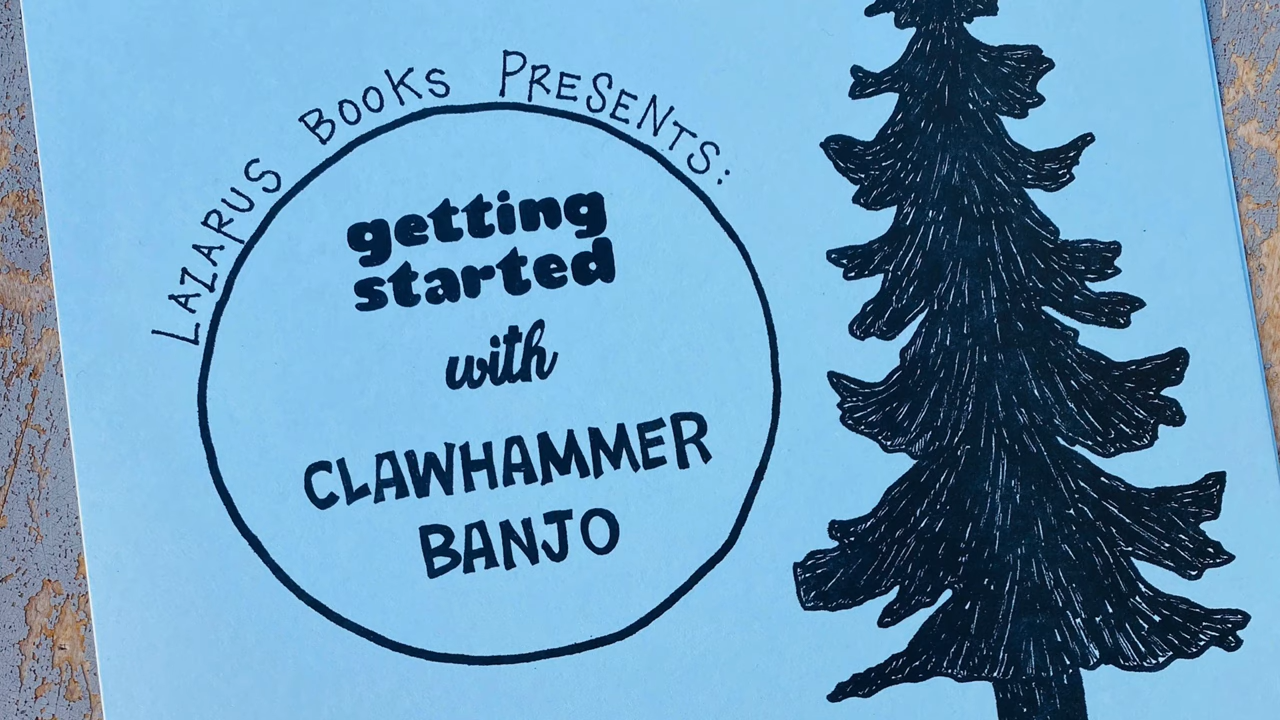 LAZARUS BOOKS PRESENTS:
getting
started
with
CLAWHAMMER
BANJO